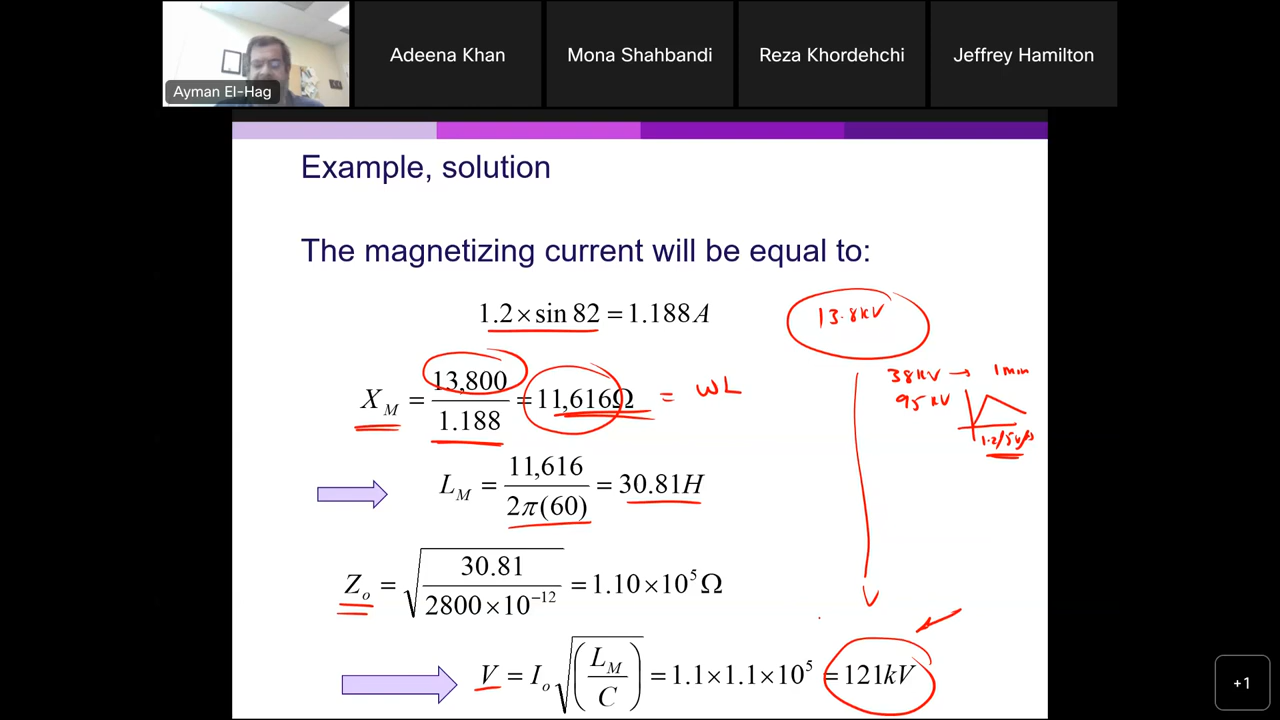 Adeena Khan
Mona Shahbandi
Reza Khordehchi
Jeffrey Hamilton
Ayman El-Hag
Example, solution
The magnetizing current will be equal to:
1.2 × sin 82 = 1.188 A
13.8kV
X_M = 13,800 / 1.188 = 11,616Ω = ωL
38kV → 1min
95kV
L_M = 11,616 / 2π(60) = 30.81H
Z_o = √(30.81 / 2800×10^-12) = 1.10×10^5 Ω
V = I_o √(L_M / C) = 1.1×1.1×10^5 = 121kV
+1